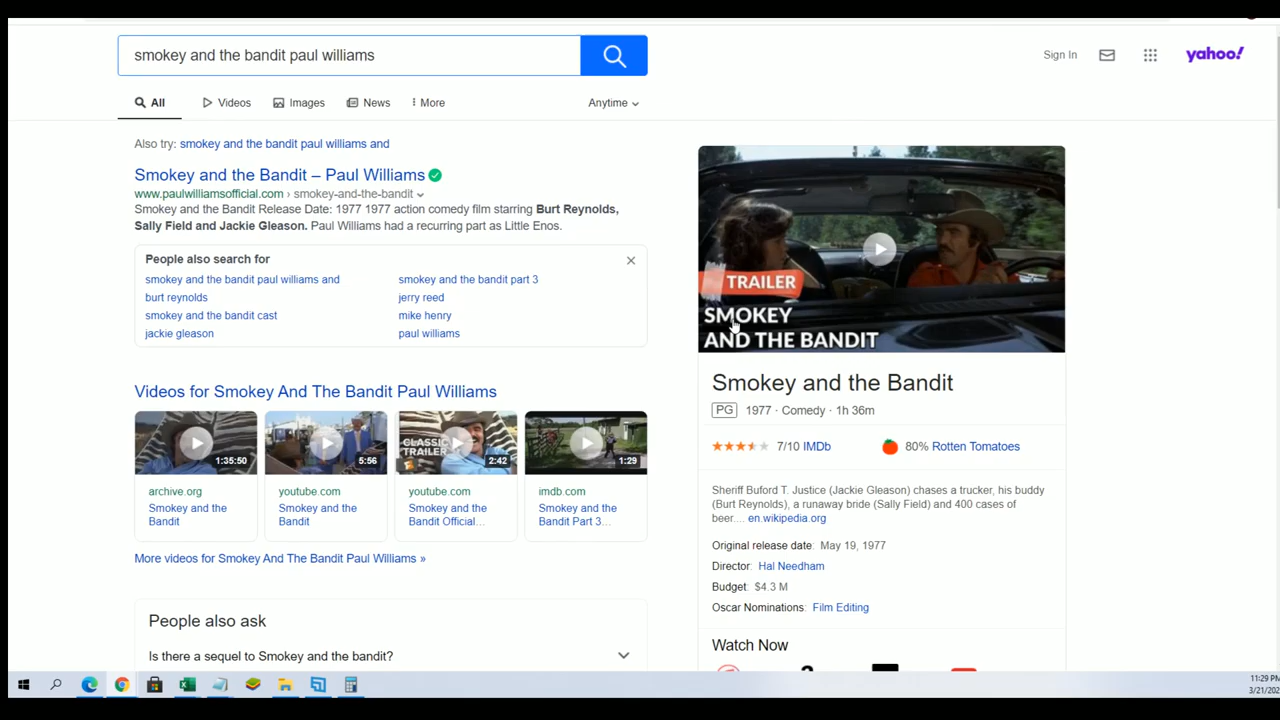 smokey and the bandit paul williams
Sign In
yahoo!
All
Videos
Images
News
More
Anytime
Also try: smokey and the bandit paul williams and
Smokey and the Bandit – Paul Williams
www.paulwilliamsofficial.com › smokey-and-the-bandit
Smokey and the Bandit Release Date: 1977 1977 action comedy film starring Burt Reynolds,
Sally Field and Jackie Gleason. Paul Williams had a recurring part as Little Enos.
People also search for
smokey and the bandit paul williams and
smokey and the bandit part 3
burt reynolds
jerry reed
smokey and the bandit cast
mike henry
jackie gleason
paul williams
Videos for Smokey And The Bandit Paul Williams
1:35:50
archive.org
Smokey and the
Bandit
5:56
youtube.com
Smokey and the
Bandit
CLASSIC
TRAILER
2:42
youtube.com
Smokey and the
Bandit Official...
1:29
imdb.com
Smokey and the
Bandit Part 3...
More videos for Smokey And The Bandit Paul Williams »
People also ask
Is there a sequel to Smokey and the bandit?
TRAILER
SMOKEY
AND THE BANDIT
Smokey and the Bandit
PG 1977 · Comedy · 1h 36m
7/10 IMDb
80% Rotten Tomatoes
Sheriff Buford T. Justice (Jackie Gleason) chases a trucker, his buddy
(Burt Reynolds), a runaway bride (Sally Field) and 400 cases of
beer.... en.wikipedia.org
Original release date: May 19, 1977
Director: Hal Needham
Budget: $4.3 M
Oscar Nominations: Film Editing
Watch Now
11:29 PM
3/21/202